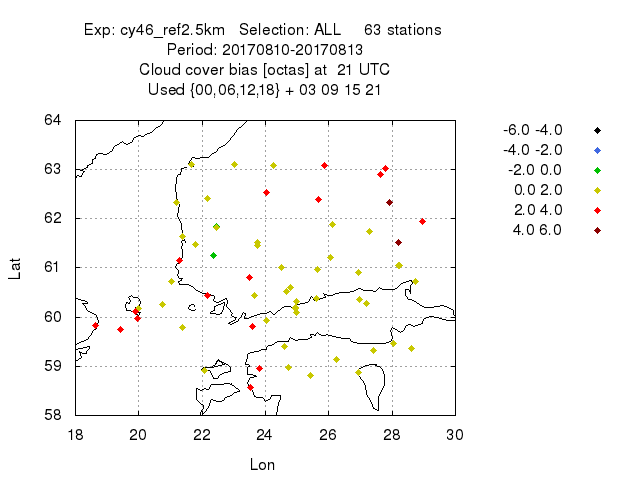 Exp: cy46_ref2.5km   Selection: ALL     63 stations
Period: 20170810-20170813
Cloud cover bias [octas] at  21 UTC
Used {00,06,12,18} + 03 09 15 21
64
63
62
61
60
59
58
Lat
18 20 22 24 26 28 30
Lon
-6.0 -4.0
-4.0 -2.0
-2.0 0.0
0.0 2.0
2.0 4.0
4.0 6.0